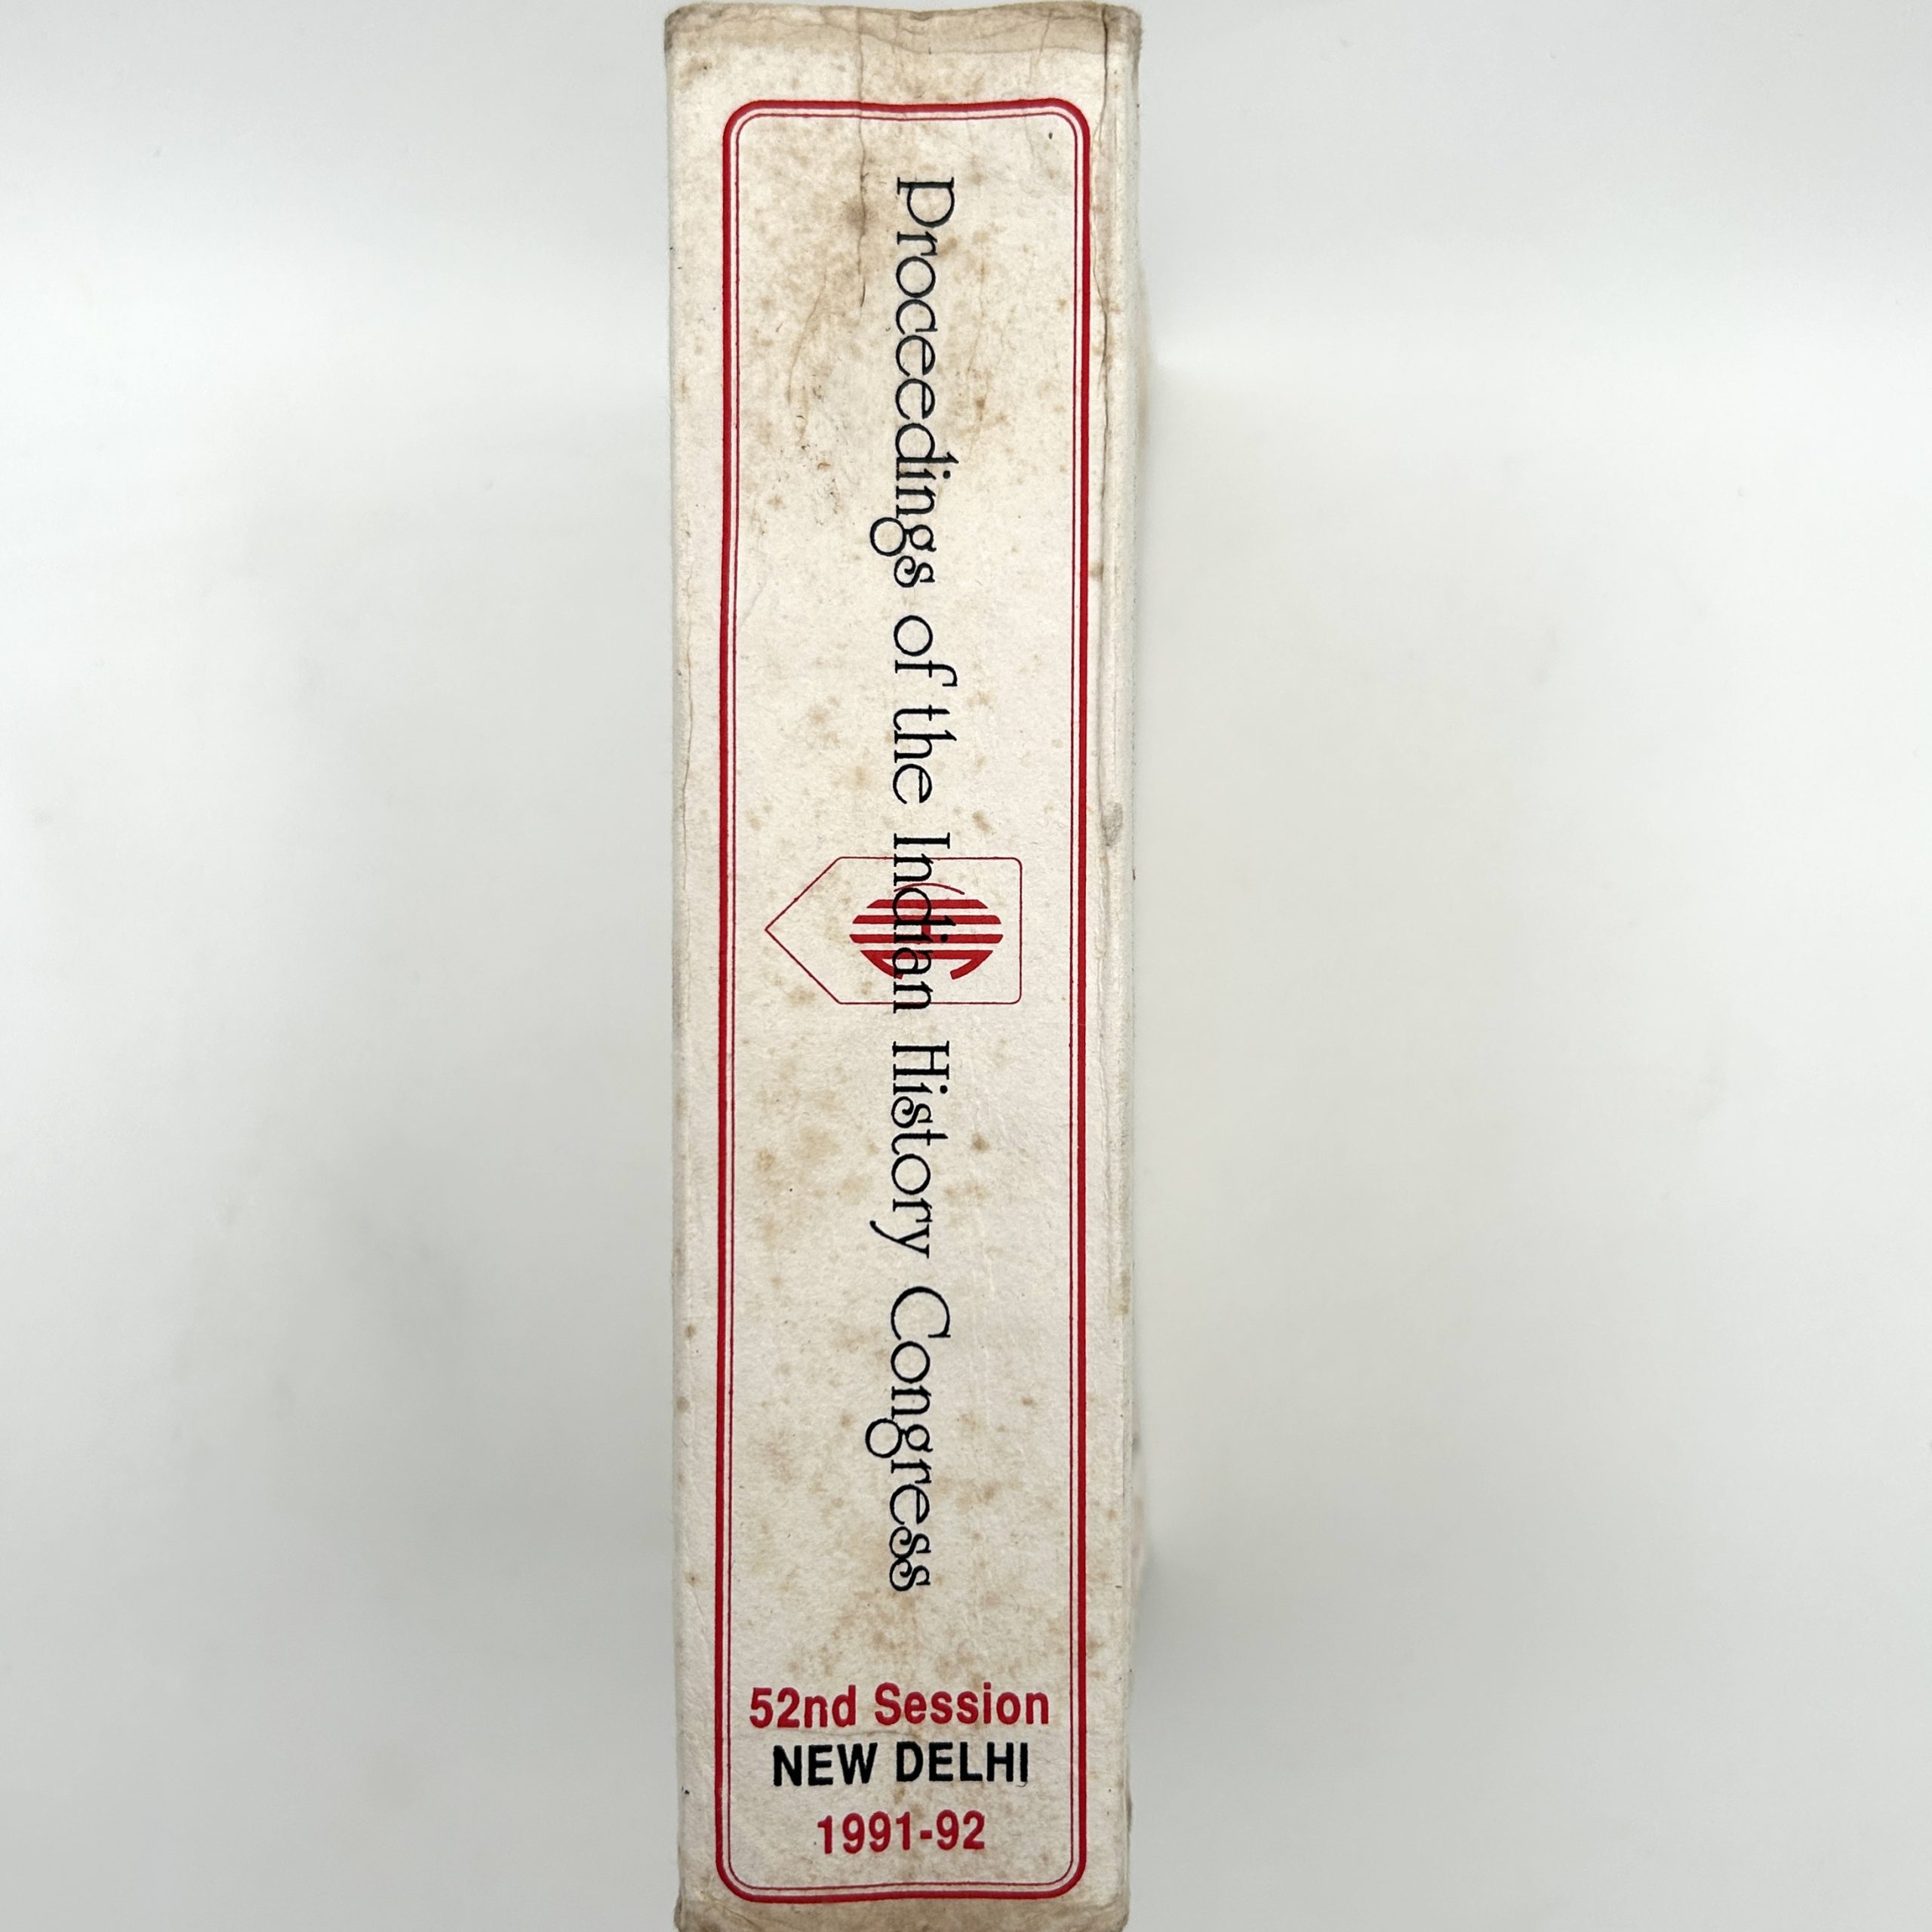 Proceedings of the Indian History Congress
52nd Session
NEW DELHI
1991-92